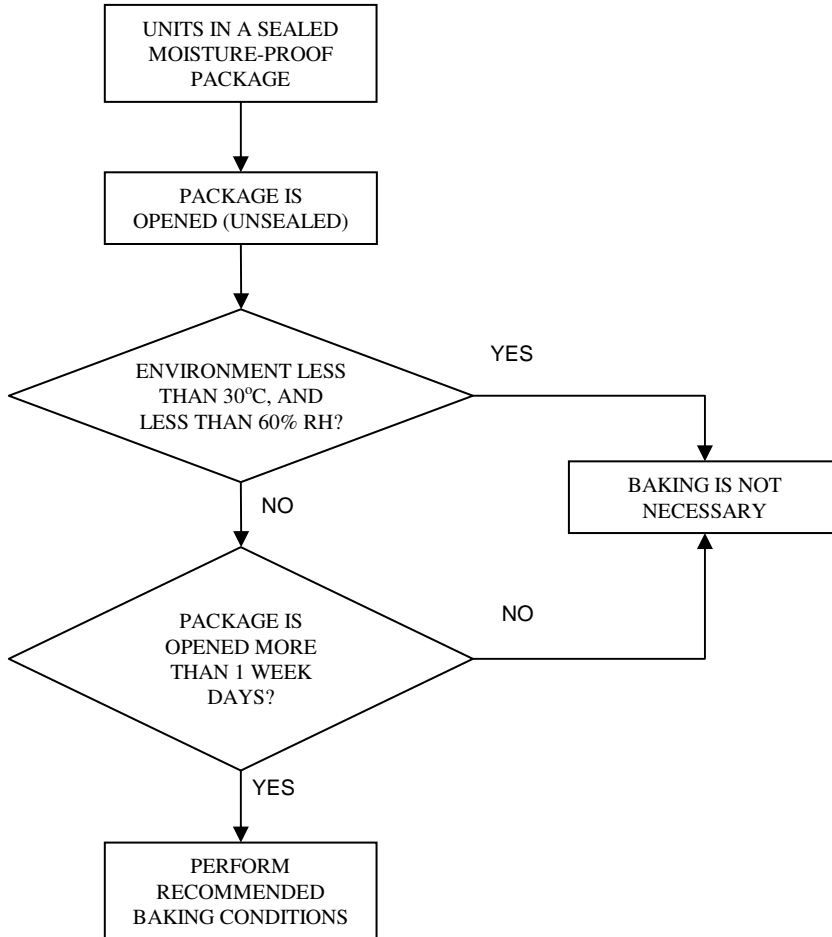 UNITS IN A SEALED
MOISTURE-PROOF
PACKAGE
PACKAGE IS
OPENED (UNSEALED)
ENVIRONMENT LESS
THAN 30°C, AND
LESS THAN 60% RH?
YES
BAKING IS NOT
NECESSARY
NO
PACKAGE IS
OPENED MORE
THAN 1 WEEK
DAYS?
NO
YES
PERFORM
RECOMMENDED
BAKING CONDITIONS